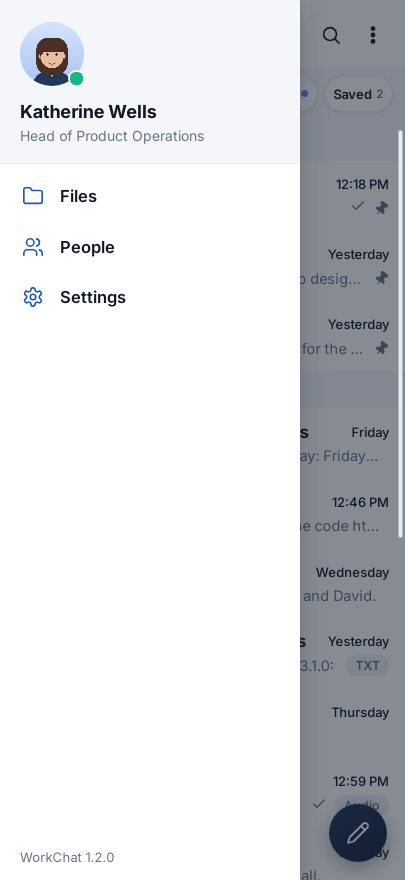 Katherine Wells
Head of Product Operations
Files
People
Settings
WorkChat 1.2.0
Saved 2
12:18 PM
Yesterday
desig...
Yesterday
for the ...
Friday
ay: Friday...
12:46 PM
e code ht...
Wednesday
and David.
Yesterday
3.1.0:
TXT
Thursday
12:59 PM
Audio
all.